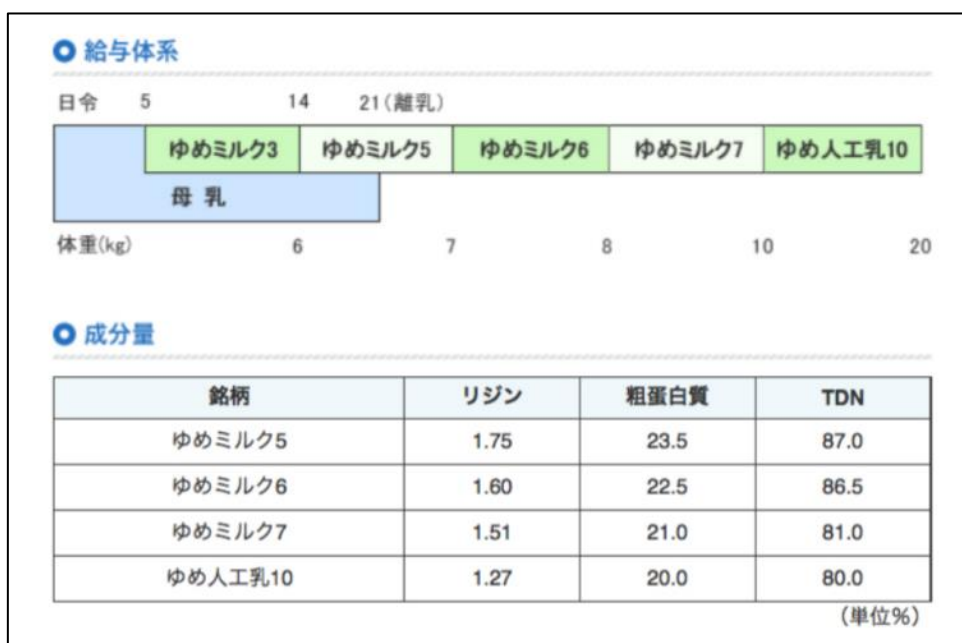 給与体系
日令 5 14 21(離乳)
ゆめミルク3 ゆめミルク5 ゆめミルク6 ゆめミルク7 ゆめ人工乳10
母乳
体重(kg) 6 7 8 10 20
成分量
銘柄 リジン 粗蛋白質 TDN
ゆめミルク5 1.75 23.5 87.0
ゆめミルク6 1.60 22.5 86.5
ゆめミルク7 1.51 21.0 81.0
ゆめ人工乳10 1.27 20.0 80.0
(単位%)